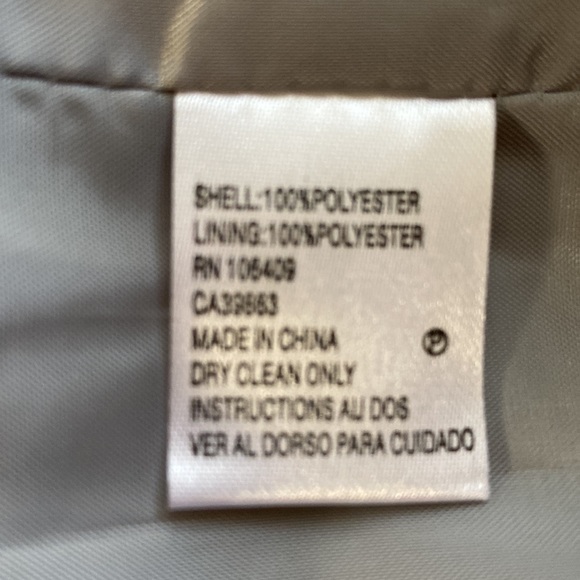 SHELL:100%POLYESTER
LINING:100%POLYESTER
RN 106409
CA39663
MADE IN CHINA
DRY CLEAN ONLY
INSTRUCTIONS AU DOS
VER AL DORSO PARA CUIDADO
P